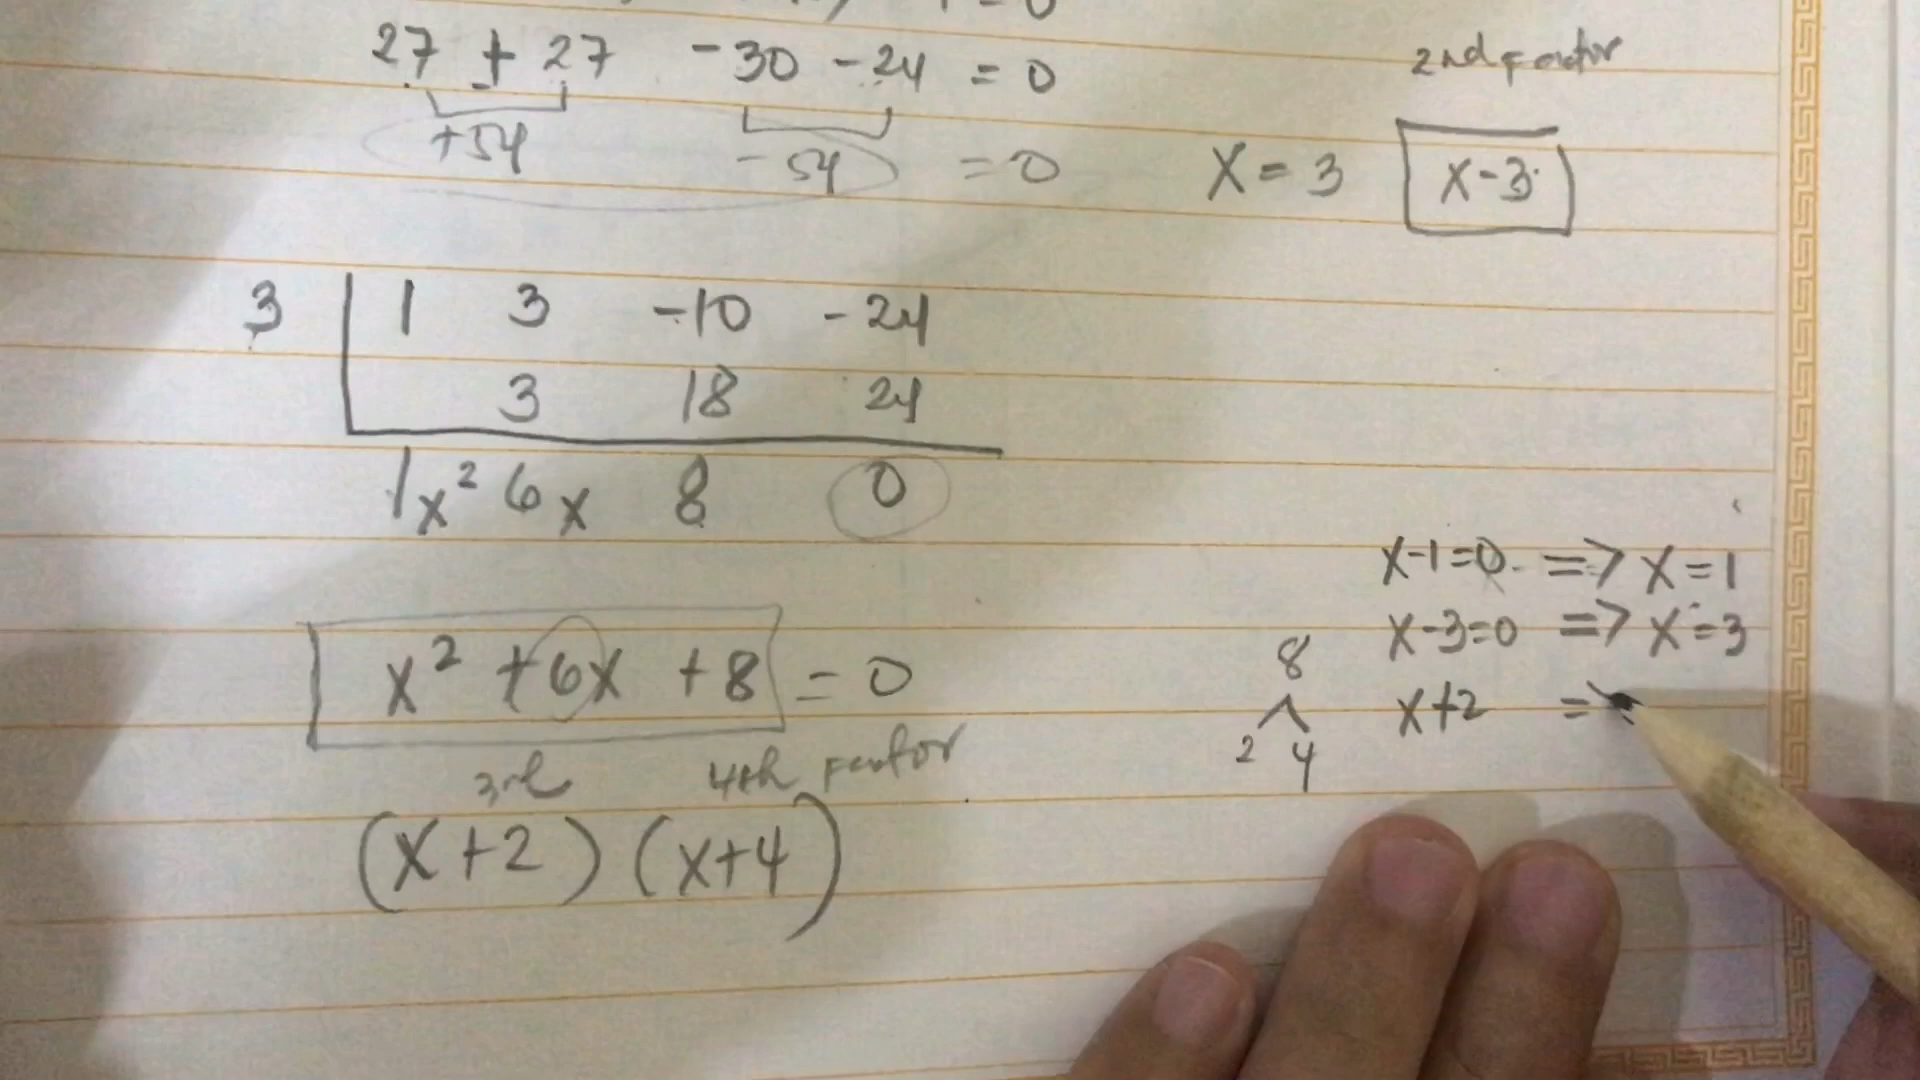 = 0
27 + 27 - 30 - 24 = 0
2nd Factor
+54 - 54 = 0
X = 3 X-3
3 1 3 -10 -24
3 18 24
1x² 6x 8 0
x-1=0 => x=1
x-3=0 => x=3
8
x² +6x +8 = 0
x+2 =
2 4
3rd 4th Factor
(x+2) (x+4)